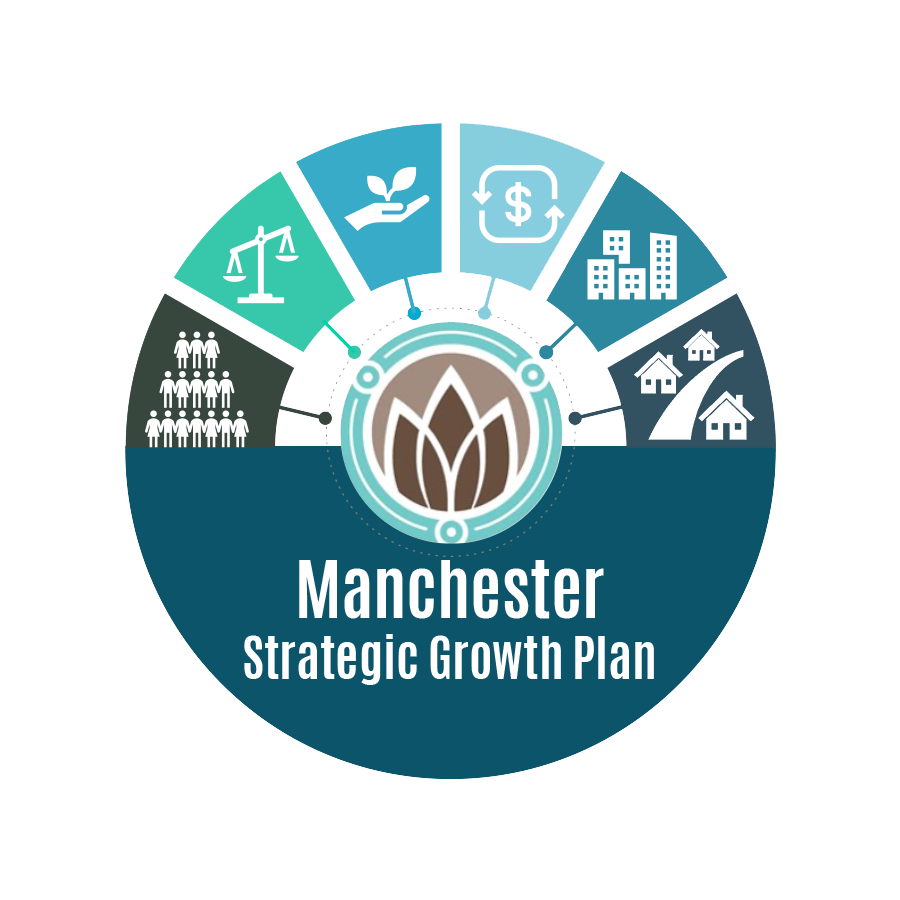 $
Manchester
Strategic Growth Plan